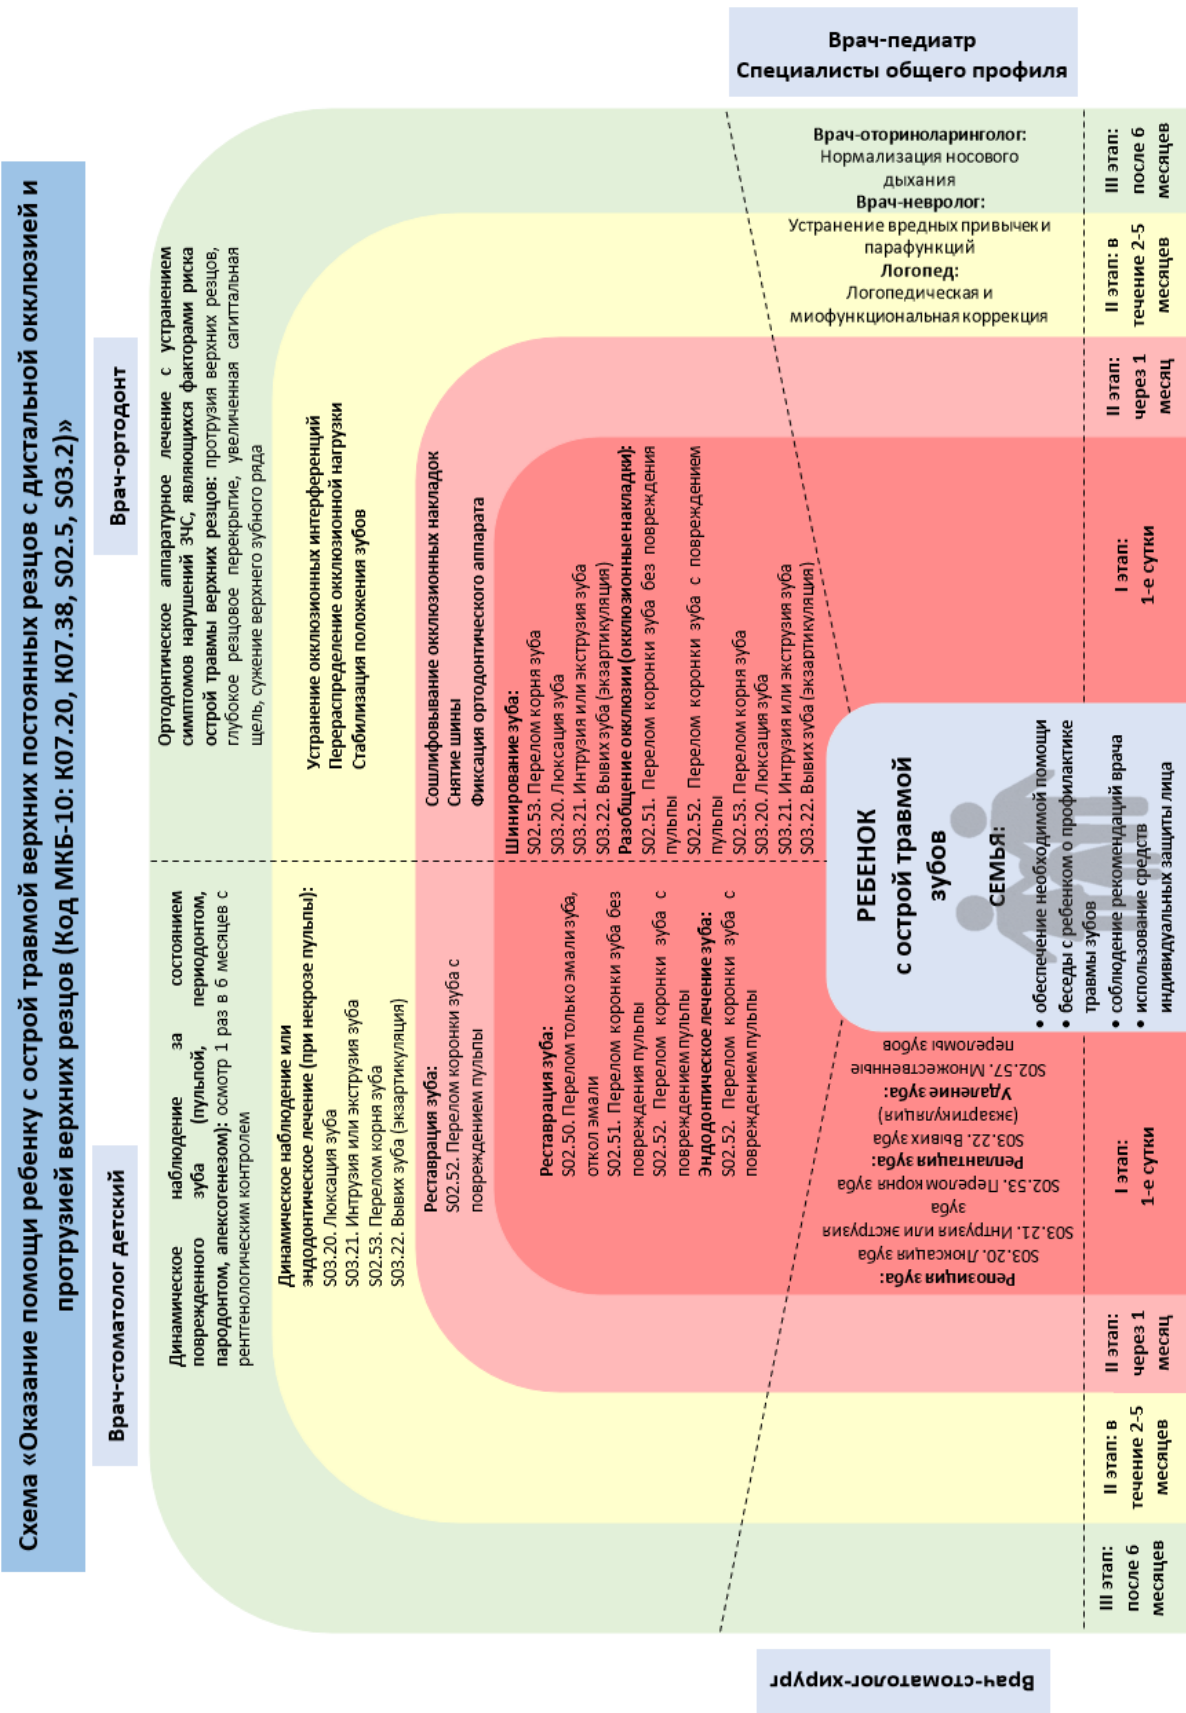 Схема «Оказание помощи ребенку с острой травмой верхних постоянных резцов с дистальной окклюзией и
протрузией верхних резцов (Код МКБ-10: К07.20, К07.38, S02.5, S03.2)»
Врач-стоматолог детский
Врач-ортодонт
Динамическое наблюдение за состоянием
поврежденного зуба (пульпой, периодонтом,
пародонтом, апексогенезом): осмотр 1 раз в 6 месяцев с
рентгенологическим контролем
Ортодонтическое аппаратурное лечение с устранением
симптомов нарушений ЗЧС, являющихся факторами риска
острой травмы верхних резцов: протрузия верхних резцов,
глубокое резцовое перекрытие, увеличенная сагиттальная
щель, сужение верхнего зубного ряда
Динамическое наблюдение или
эндодонтическое лечение (при некрозе пульпы):
S03.20. Люксация зуба
S03.21. Интрузия или экструзия зуба
S02.53. Перелом корня зуба
S03.22. Вывих зуба (экзартикуляция)
Устранение окклюзионных интерференций
Перераспределение окклюзионной нагрузки
Стабилизация положения зубов
Реставрация зуба:
S02.52. Перелом коронки зуба с
повреждением пульпы
Сошлифовывание окклюзионных накладок
Снятие шины
Фиксация ортодонтического аппарата
Реставрация зуба:
S02.50. Перелом только эмали зуба,
откол эмали
S02.51. Перелом коронки зуба без
повреждения пульпы
S02.52. Перелом коронки зуба с
повреждением пульпы
Эндодонтическое лечение зуба:
S02.52. Перелом коронки зуба с
повреждением пульпы
Шинирование зуба:
S02.53. Перелом корня зуба
S03.20. Люксация зуба
S03.21. Интрузия или экструзия зуба
S03.22. Вывих зуба (экзартикуляция)
Разобщение окклюзии (окклюзионные накладки):
S02.51. Перелом коронки зуба без повреждения
пульпы
S02.52. Перелом коронки зуба с повреждением
пульпы
S02.53. Перелом корня зуба
S03.20. Люксация зуба
S03.21. Интрузия или экструзия зуба
S03.22. Вывих зуба (экзартикуляция)
Врач-стоматолог-хирург
Репозиция зуба:
S03.20. Люксация зуба
S03.21. Интрузия или экструзия
зуба
S02.53. Перелом корня зуба
Реплантация зуба:
S03.22. Вывих зуба
(экзартикуляция)
Удаление зуба:
S02.57. Множественные
переломы зубов
РЕБЕНОК
С ОСТРОЙ ТРАВМОЙ
ЗУБОВ
СЕМЬЯ:
• обеспечение необходимой помощи
• беседы с ребенком о профилактике
травмы зубов
• соблюдение рекомендаций врача
• использование средств
индивидуальных защиты лица
Врач-педиатр
Специалисты общего профиля
Врач-оториноларинголог:
Нормализация носового
дыхания
Врач-невролог:
Устранение вредных привычек и
парафункций
Логопед:
Логопедическая и
миофункциональная коррекция
III этап:
после 6
месяцев
II этап: в
течение 2-5
месяцев
II этап:
через 1
месяц
I этап:
1-е сутки
I этап:
1-е сутки
II этап:
через 1
месяц
II этап: в
течение 2-5
месяцев
III этап:
после 6
месяцев